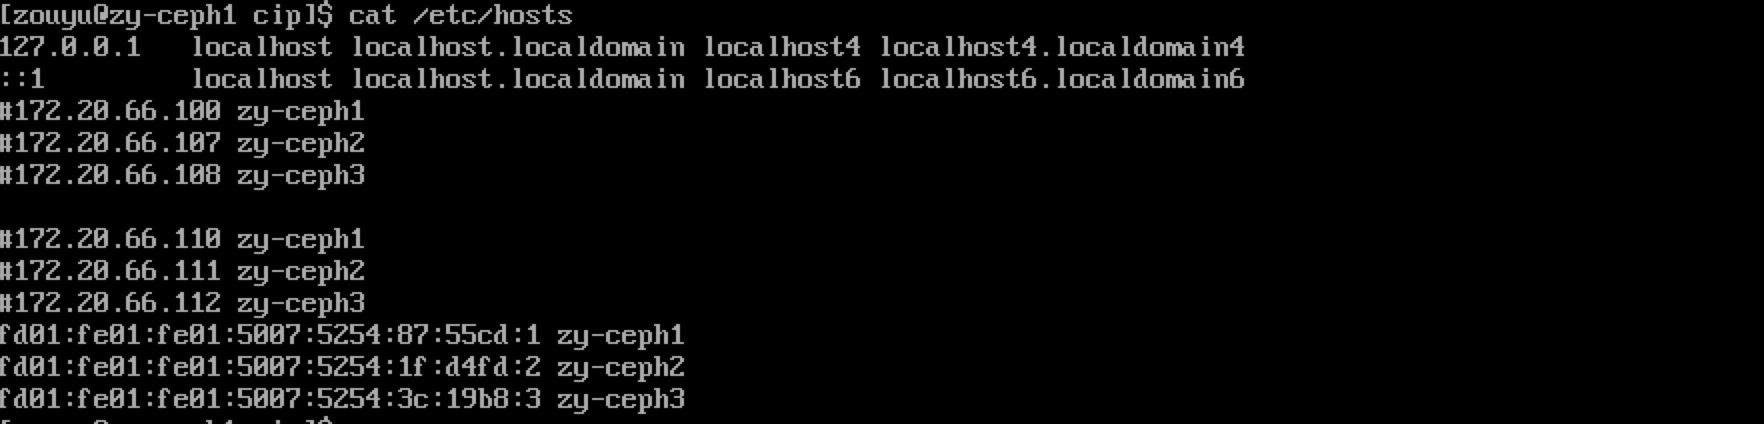 [zouyu@zy-ceph1 cip]$ cat /etc/hosts
127.0.0.1   localhost localhost.localdomain localhost4 localhost4.localdomain4
::1         localhost localhost.localdomain localhost6 localhost6.localdomain6
#172.20.66.100 zy-ceph1
#172.20.66.107 zy-ceph2
#172.20.66.108 zy-ceph3
#172.20.66.110 zy-ceph1
#172.20.66.111 zy-ceph2
#172.20.66.112 zy-ceph3
fd01:fe01:fe01:5007:5254:87:55cd:1 zy-ceph1
fd01:fe01:fe01:5007:5254:1f:d4fd:2 zy-ceph2
fd01:fe01:fe01:5007:5254:3c:19b8:3 zy-ceph3